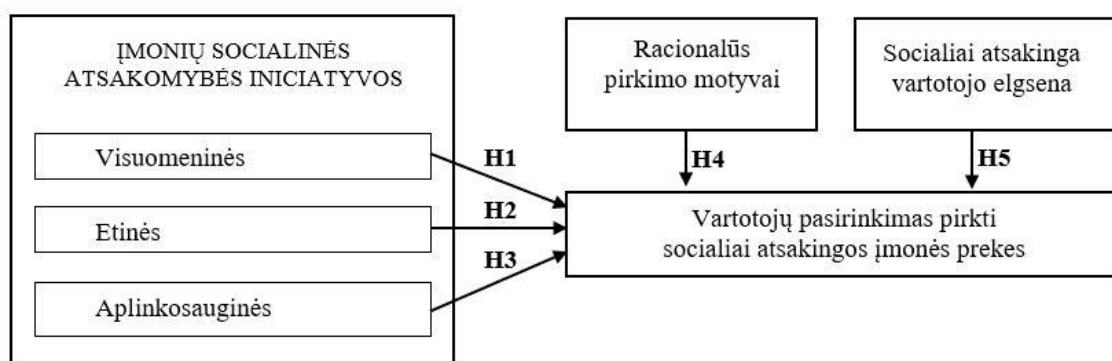 ĮMONIŲ SOCIALINĖS
ATSAKOMYBĖS INICIATYVOS
Visuomeninės
Etinės
Aplinkosauginės
H1
H2
H3
Racionalūs
pirkimo motyvai
Socialiai atsakinga
vartotojo elgsena
H4
H5
Vartotojų pasirinkimas pirkti
socialiai atsakingos įmonės prekes